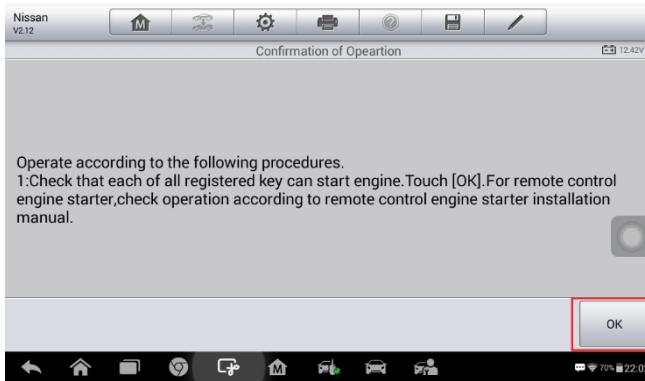 Nissan
V2.12
M
Confirmation of Opeartion
12.42V
Operate according to the following procedures.
1:Check that each of all registered key can start engine.Touch [OK].For remote control
engine starter,check operation according to remote control engine starter installation
manual.
OK
M
70%